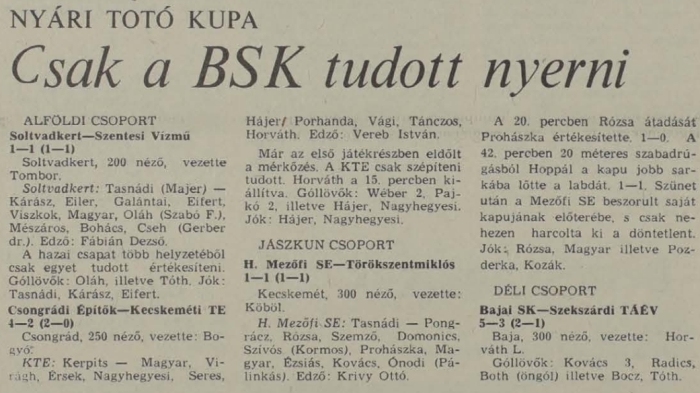 NYÁRI TOTÓ KUPA
Csak a BSK tudott nyerni
ALFÖLDI CSOPORT
Soltvadkert—Szentesi Vízmű
1—1 (1—1)
Soltvadkert, 200 néző, vezette
Tombor.
Soltvadkert: Tasnádi (Majer) —
Kárász, Eiler, Galántai, Eifert,
Viszkok, Magyar, Oláh (Szabó F.),
Mészáros, Bohács, Cseh (Gerber
dr.). Edző: Fábián Dezső.
A hazai csapat több helyzetéből
csak egyet tudott értékesíteni.
Góllövők: Oláh, illetve Tóth. Jók:
Tasnádi, Kárász, Eifert.
Csongrádi Építők—Kecskeméti TE
4—2 (2—0)
Csongrád, 250 néző, vezette: Bo-
gyó.
KTE: Kerpits — Magyar, Vi-
rágh, Érsek, Nagyhegyesi, Seres,
Hájer/ Porhanda, Vági, Tánczos,
Horváth. Edző: Vereb István.
Már az első játékrészben eldőlt
a mérkőzés. A KTE csak szépíteni
tudott. Horváth a 15. percben ki-
állítva. Góllövők: Wéber 2, Paj-
kó 2, illetve Hájer, Nagyhegyesi.
Jók: Hájer, Nagyhegyesi.
JÁSZKUN CSOPORT
H. Mezőfi SE—Törökszentmiklós
1—1 (1—1)
Kecskemét, 300 néző, vezette:
Köböl.
H. Mezőfi SE: Tasnádi — Pong-
rácz, Rózsa, Szemző, Domonics,
Szívós (Kormos), Prohászka, Ma-
gyar, Ézsiás, Kovács, Ónodi (Pá-
linkás). Edző: Krivy Ottó.
A 20. percben Rózsa átadását
Prohászka értékesítette. 1—0. A
42. percben 20 méteres szabadrú-
gásból Hoppál a kapu jobb sar-
kába lőtte a labdát. 1—1. Szünet
után a Mezőfi SE beszorult saját
kapujának előterébe, s csak ne-
hezen harcolta ki a döntetlent.
Jók: Rózsa, Magyar illetve Poz-
derka, Kozák.
DÉLI CSOPORT
Bajai SK—Szekszárdi TÁÉV
5—3 (2—1)
Baja, 300 néző, vezette: Hor-
váth L.
Góllövők: Kovács 3, Radics,
Both (öngól) illetve Bocz, Tóth.